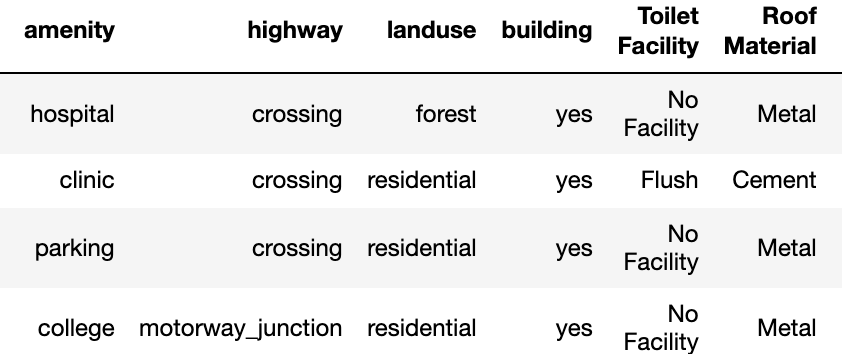 amenity highway landuse building Toilet Facility Roof Material
hospital crossing forest yes No Facility Metal
clinic crossing residential yes Flush Cement
parking crossing residential yes No Facility Metal
college motorway_junction residential yes No Facility Metal